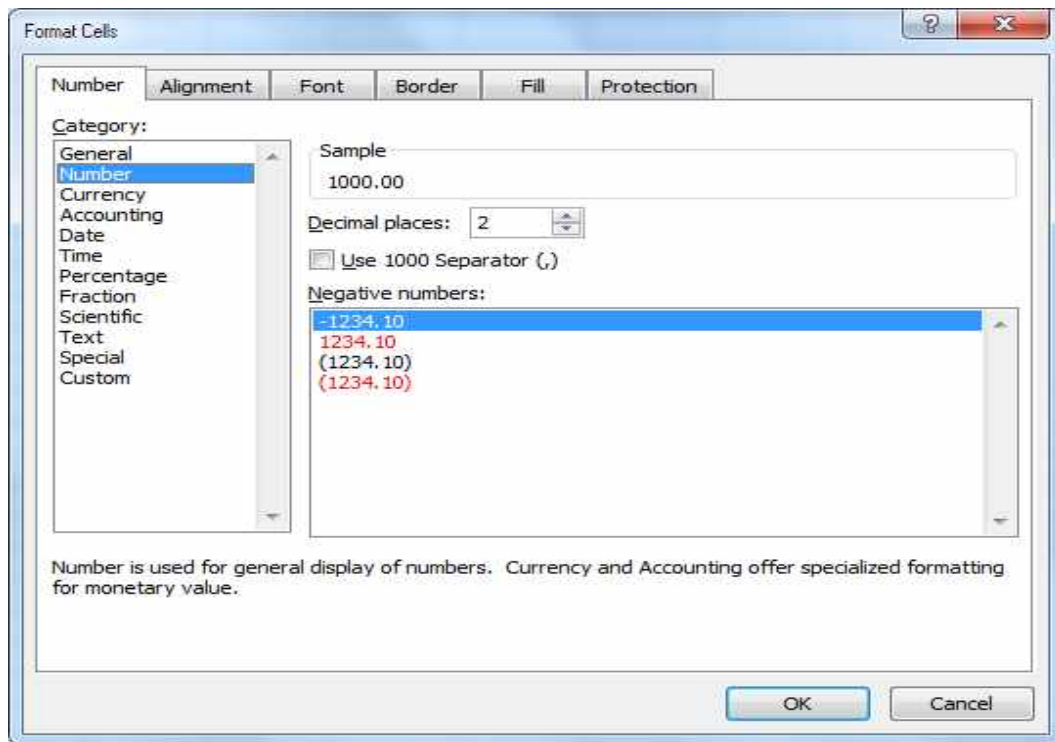 Format Cells
?
Number Alignment Font Border Fill Protection
Category:
General
Number
Currency
Accounting
Date
Time
Percentage
Fraction
Scientific
Text
Special
Custom
Sample
1000.00
Decimal places: 2
Use 1000 Separator (,)
Negative numbers:
-1234.10
1234.10
(1234.10)
(1234.10)
Number is used for general display of numbers. Currency and Accounting offer specialized formatting
for monetary value.
OK Cancel